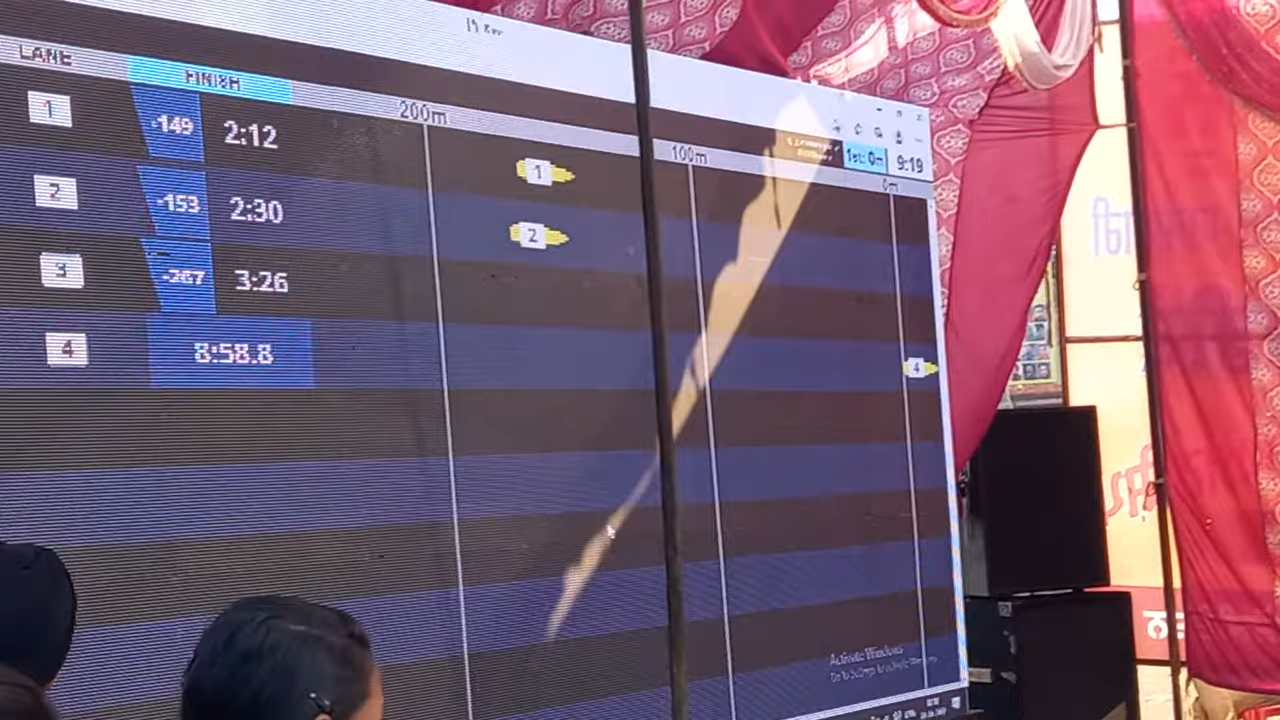 LANE FINISH 200m 100m 0m
1st: 0m 9:19
1 -149 2:12 1
2 -153 2:30 2
3 -267 3:26
4 8:58.8 4
Activate Windows